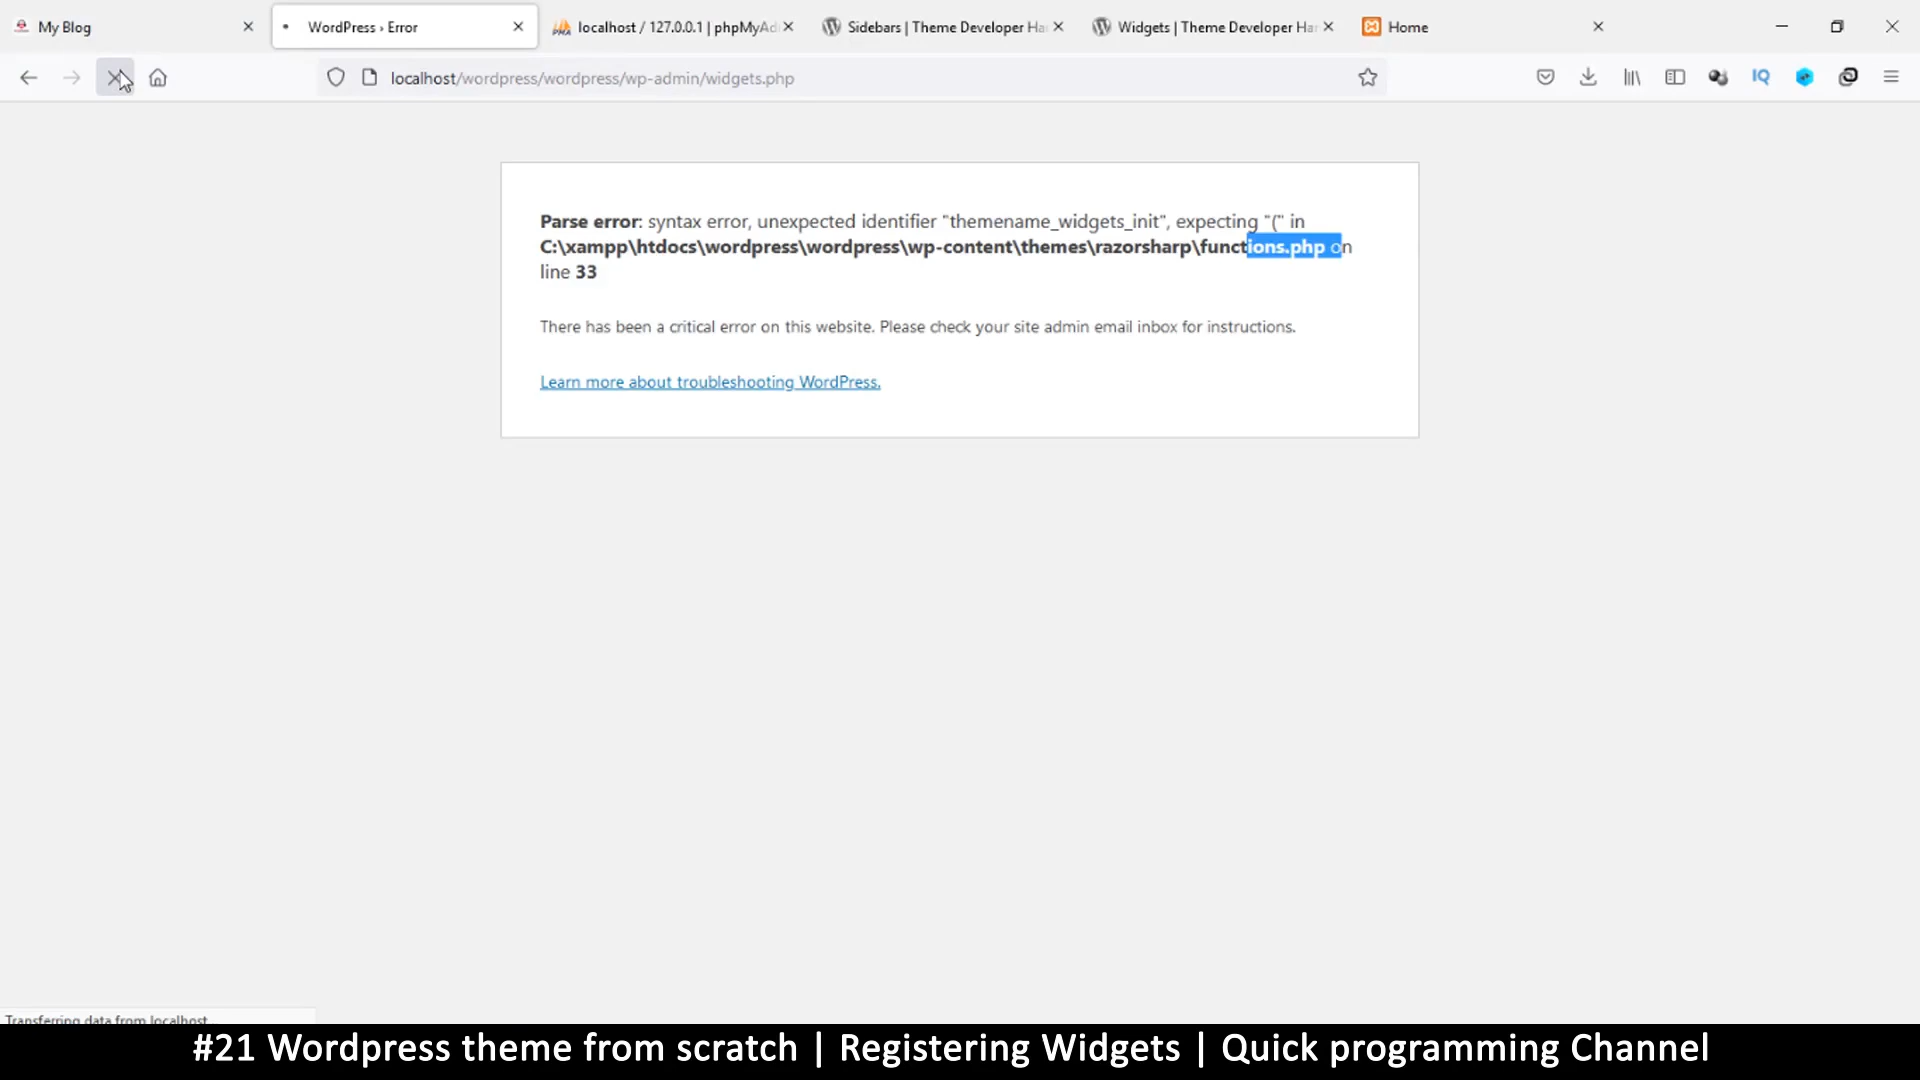 My Blog
WordPress › Error
localhost / 127.0.0.1 | phpMyAd
Sidebars | Theme Developer Ha
Widgets | Theme Developer Har
Home
localhost/wordpress/wordpress/wp-admin/widgets.php
IQ
Parse error: syntax error, unexpected identifier "themename_widgets_init", expecting "(" in
C:\xampp\htdocs\wordpress\wordpress\wp-content\themes\razorsharp\functions.php on
line 33
There has been a critical error on this website. Please check your site admin email inbox for instructions.
Learn more about troubleshooting WordPress.
Transferring data from localhost
#21 Wordpress theme from scratch | Registering Widgets | Quick programming Channel